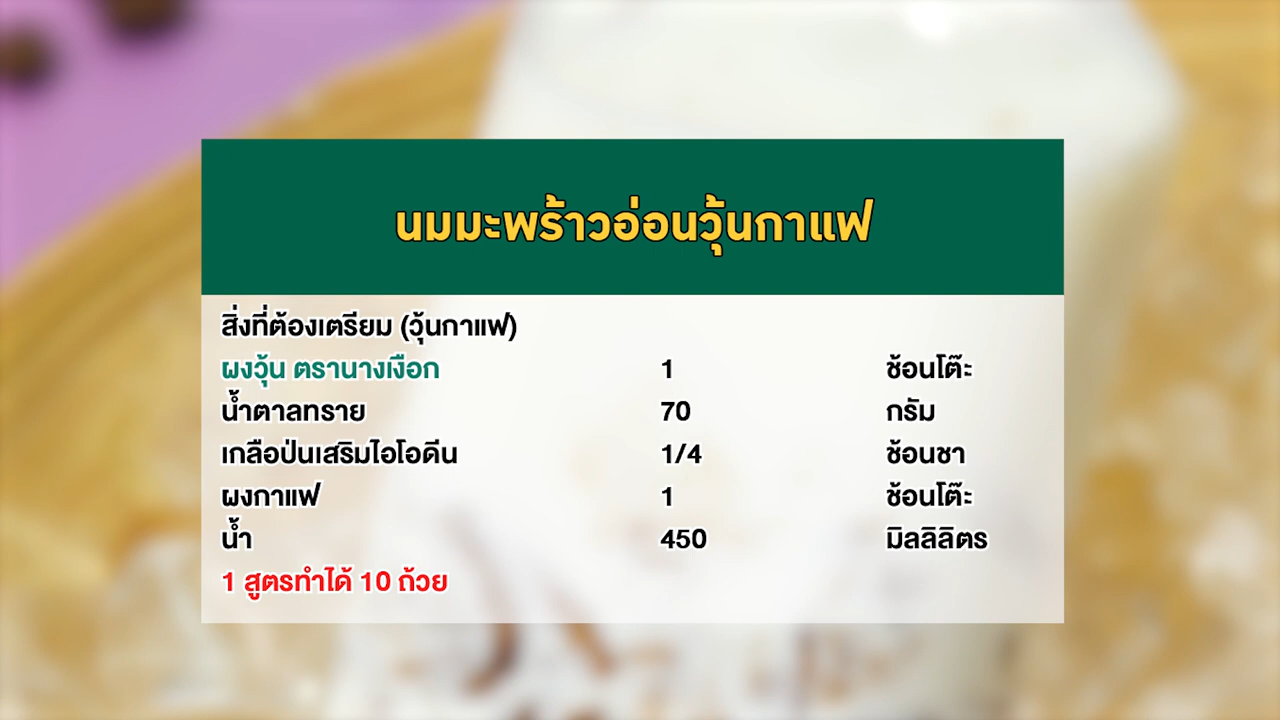 นมมะพร้าวอ่อนวุ้นกาแฟ
สิ่งที่ต้องเตรียม (วุ้นกาแฟ)
ผงวุ้น ตรานางเงือก 1 ช้อนโต๊ะ
น้ำตาลทราย 70 กรัม
เกลือป่นเสริมไอโอดีน 1/4 ช้อนชา
ผงกาแฟ 1 ช้อนโต๊ะ
น้ำ 450 มิลลิลิตร
1 สูตรทำได้ 10 ถ้วย